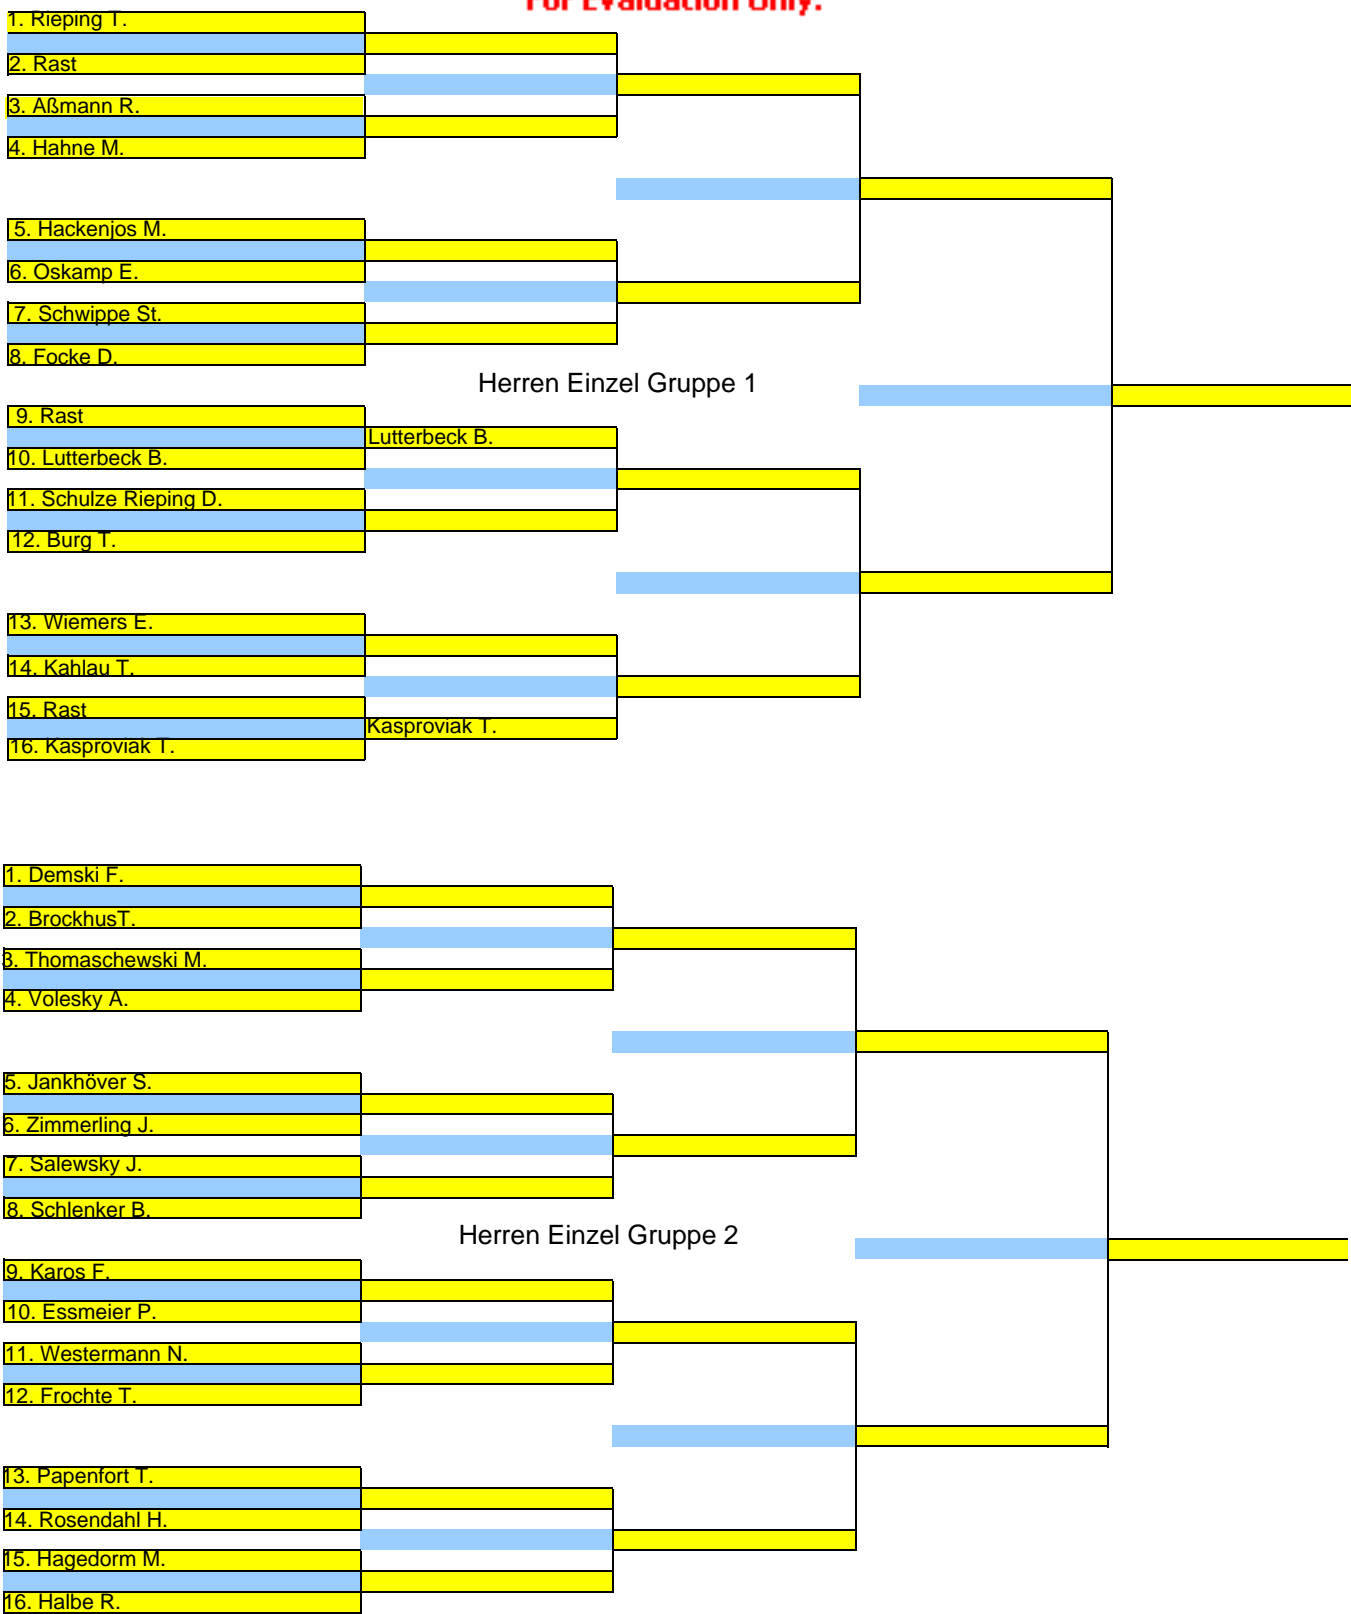 For Evaluation Only.
1. Rieping T.
2. Rast
3. Aßmann R.
4. Hahne M.
5. Hackenjos M.
6. Oskamp E.
7. Schwippe St.
8. Focke D.
Herren Einzel Gruppe 1
9. Rast
Lutterbeck B.
10. Lutterbeck B.
11. Schulze Rieping D.
12. Burg T.
13. Wiemers E.
14. Kahlau T.
15. Rast
Kasproviak T.
16. Kasproviak T.
1. Demski F.
2. BrockhusT.
3. Thomaschewski M.
4. Volesky A.
5. Jankhöver S.
6. Zimmerling J.
7. Salewsky J.
8. Schlenker B.
Herren Einzel Gruppe 2
9. Karos F.
10. Essmeier P.
11. Westermann N.
12. Frochte T.
13. Papenfort T.
14. Rosendahl H.
15. Hagedorm M.
16. Halbe R.